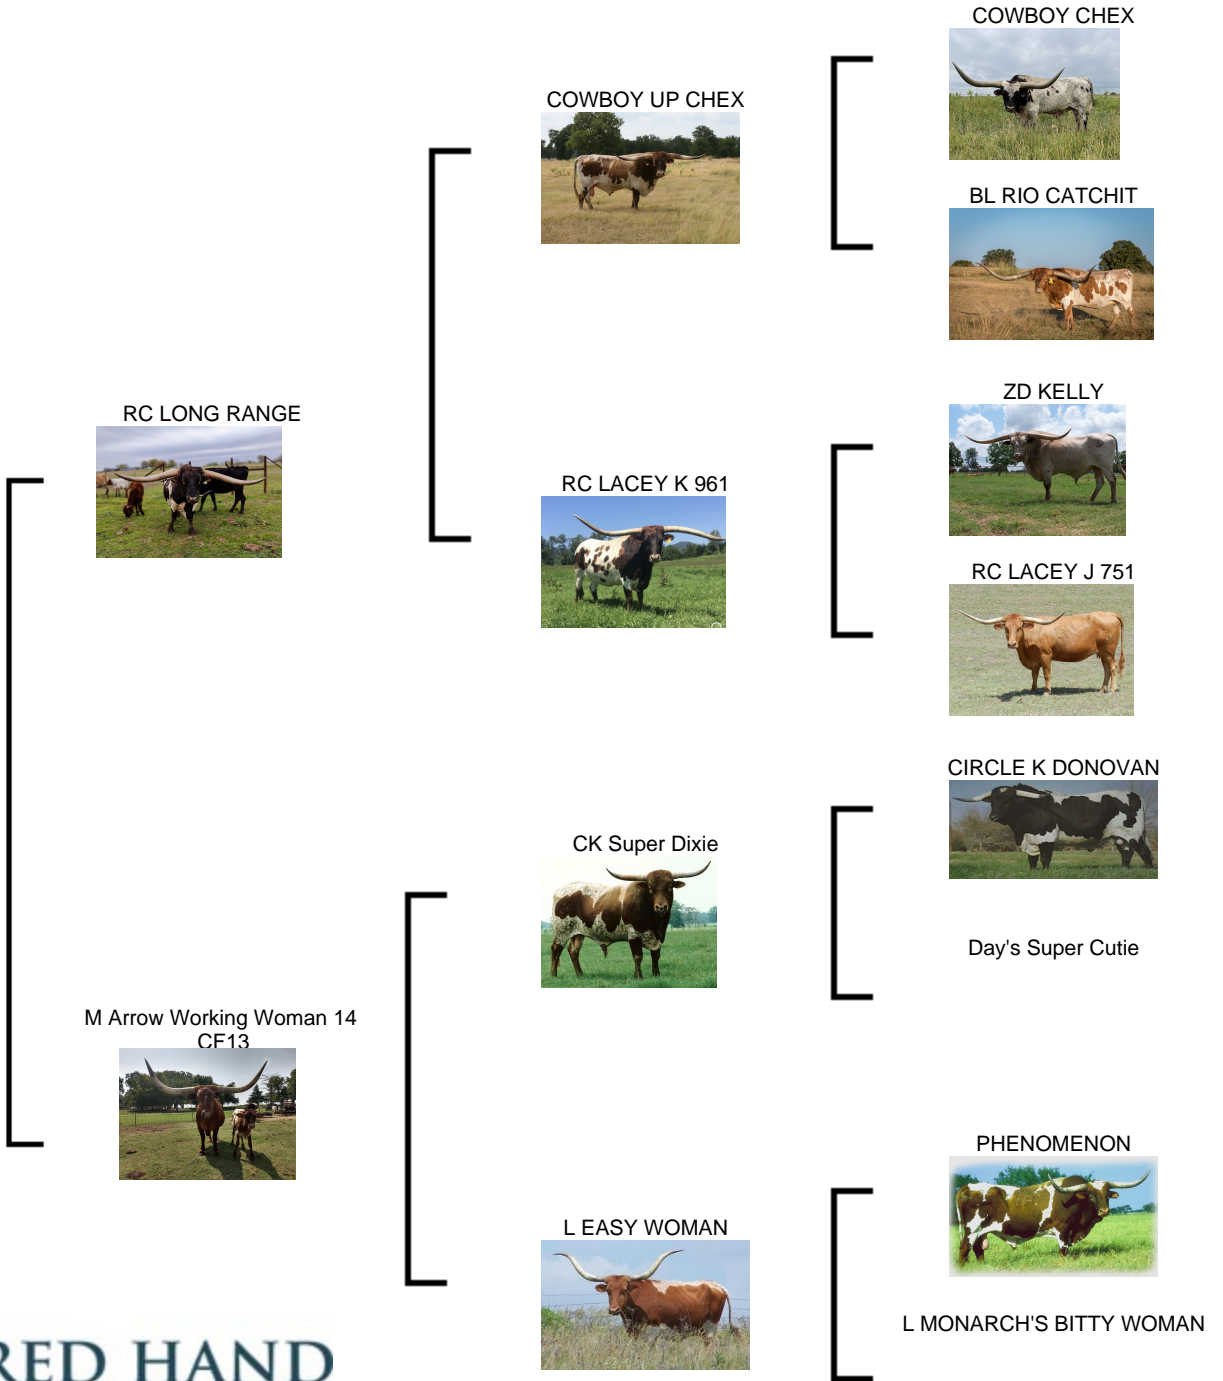 COWBOY CHEX
COWBOY UP CHEX
BL RIO CATCHIT
RC LONG RANGE
ZD KELLY
RC LACEY K 961
RC LACEY J 751
CIRCLE K DONOVAN
CK Super Dixie
Day's Super Cutie
M Arrow Working Woman 14
CF13
PHENOMENON
L EASY WOMAN
L MONARCH'S BITTY WOMAN
RED HAND